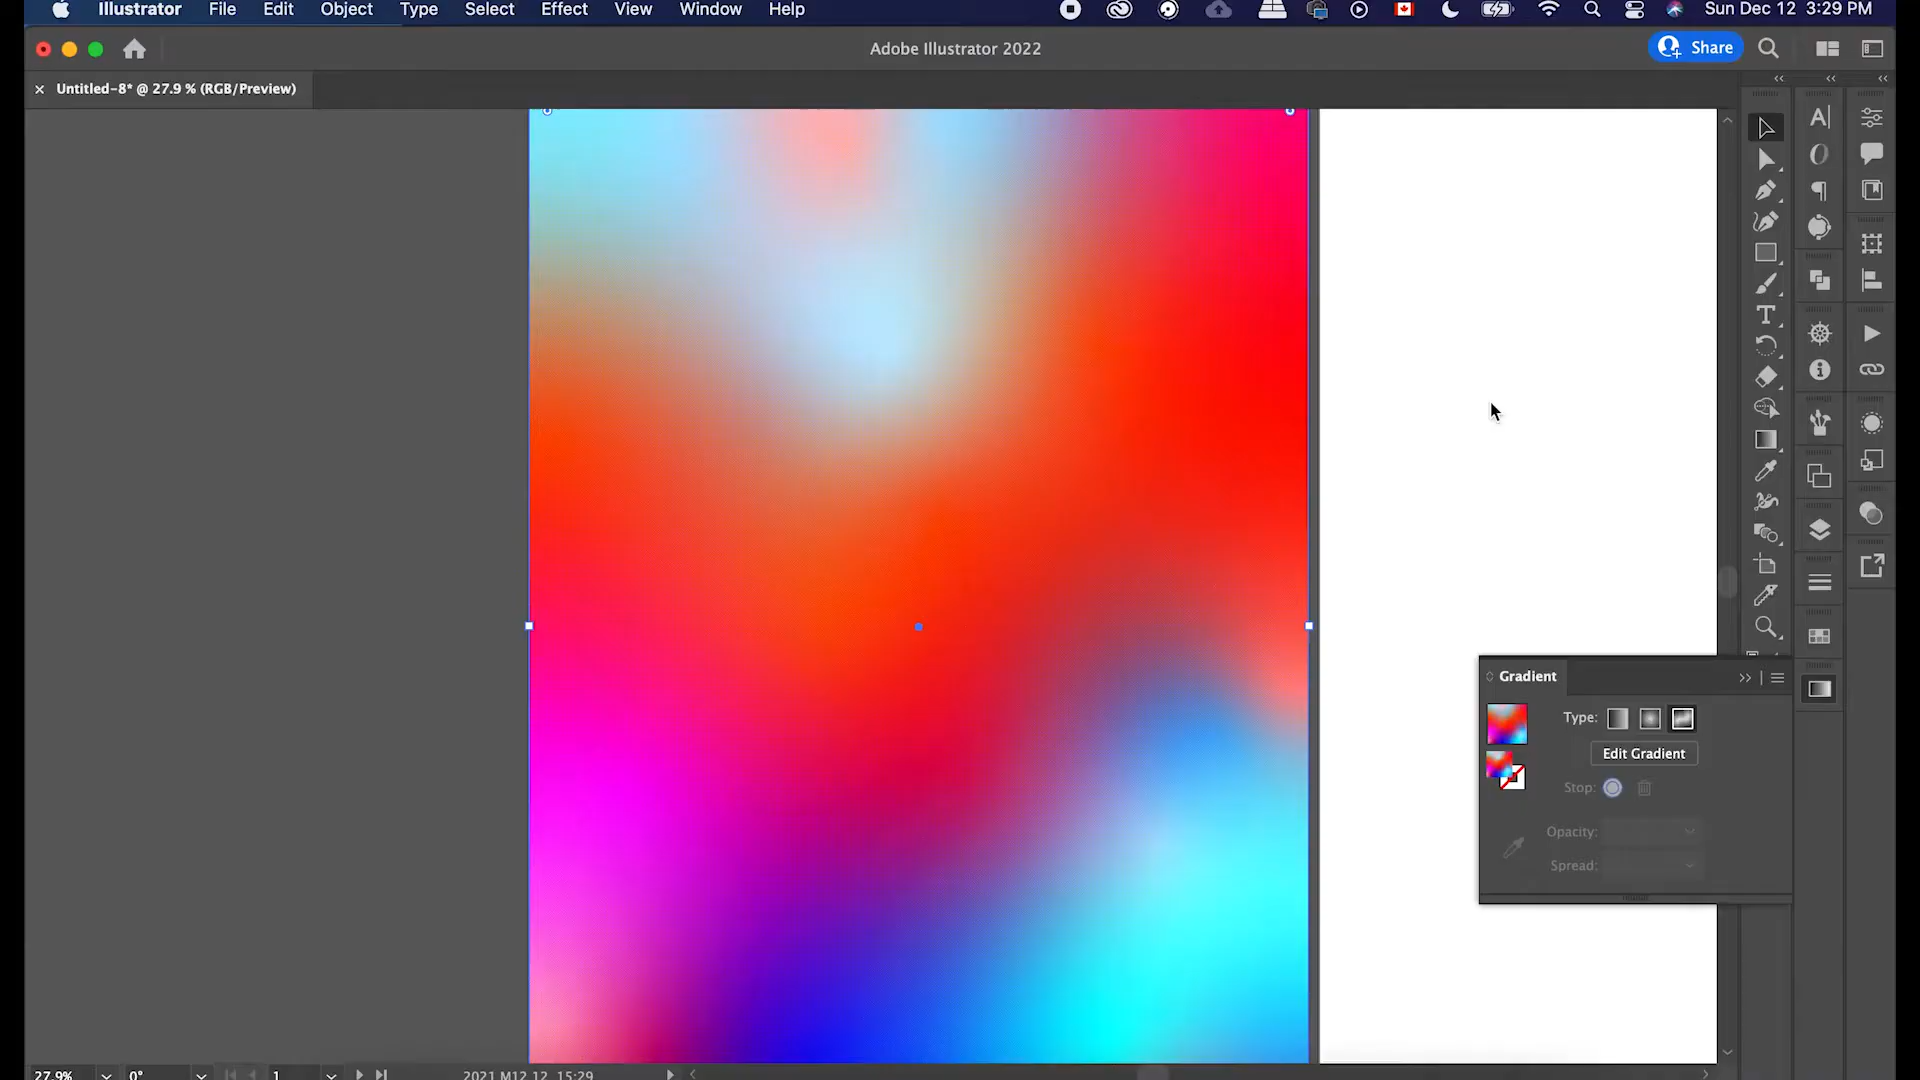 Illustrator File Edit Object Type Select Effect View Window Help Sun Dec 12 3:29 PM
Adobe Illustrator 2022 Share
Untitled-8* @ 27.9 % (RGB/Preview)
Gradient
Type:
Edit Gradient
Stop:
Opacity:
Spread:
27.9% 0° 1 2021 M12 12, 15:29